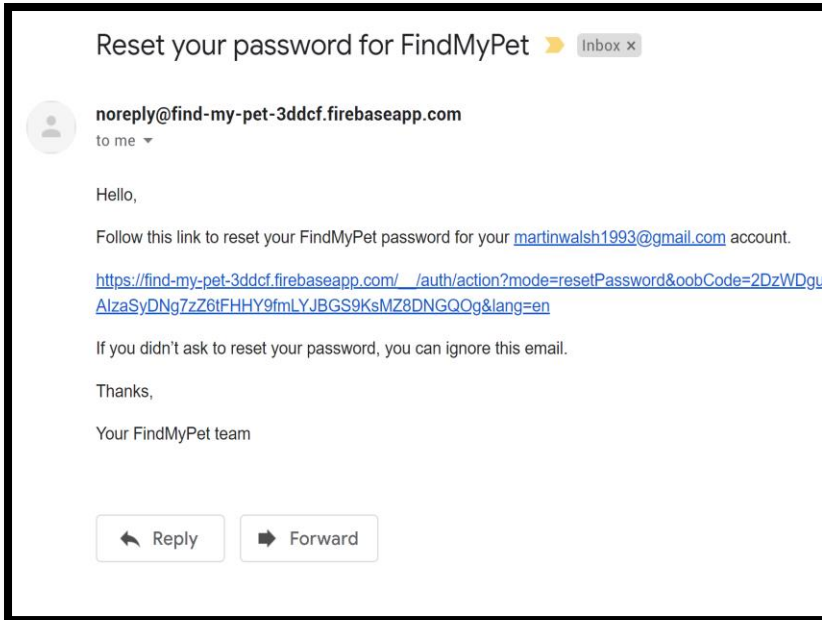 Reset your password for FindMyPet Inbox x
noreply@find-my-pet-3ddcf.firebaseapp.com
to me
Hello,
Follow this link to reset your FindMyPet password for your martinwalsh1993@gmail.com account.
https://find-my-pet-3ddcf.firebaseapp.com/__/auth/action?mode=resetPassword&oobCode=2DzWDgu
AIzaSyDNg7zZ6tFHHY9fmLYJBGS9KsMZ8DNGQOg&lang=en
If you didn't ask to reset your password, you can ignore this email.
Thanks,
Your FindMyPet team
Reply Forward